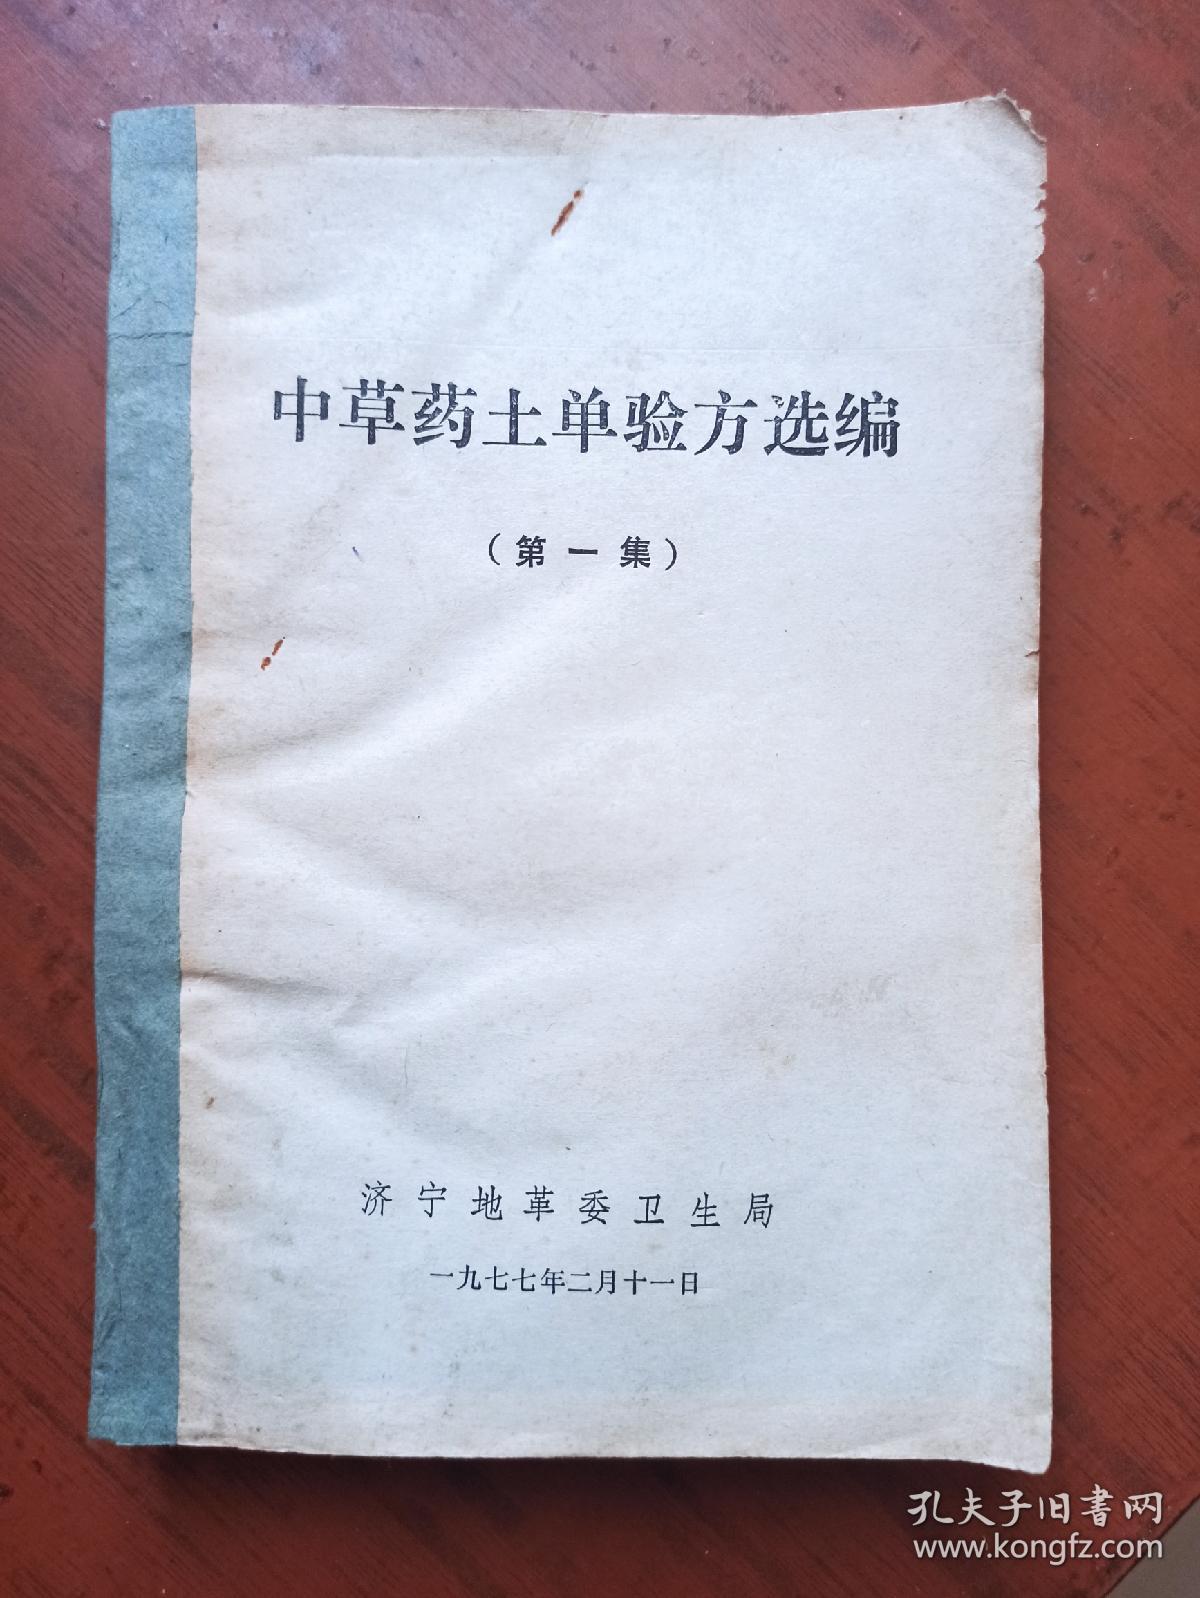 中草药土单验方选编
（第一集）
济宁地革委卫生局
一九七七年二月十一日
孔夫子旧书网
www.kongfz.com